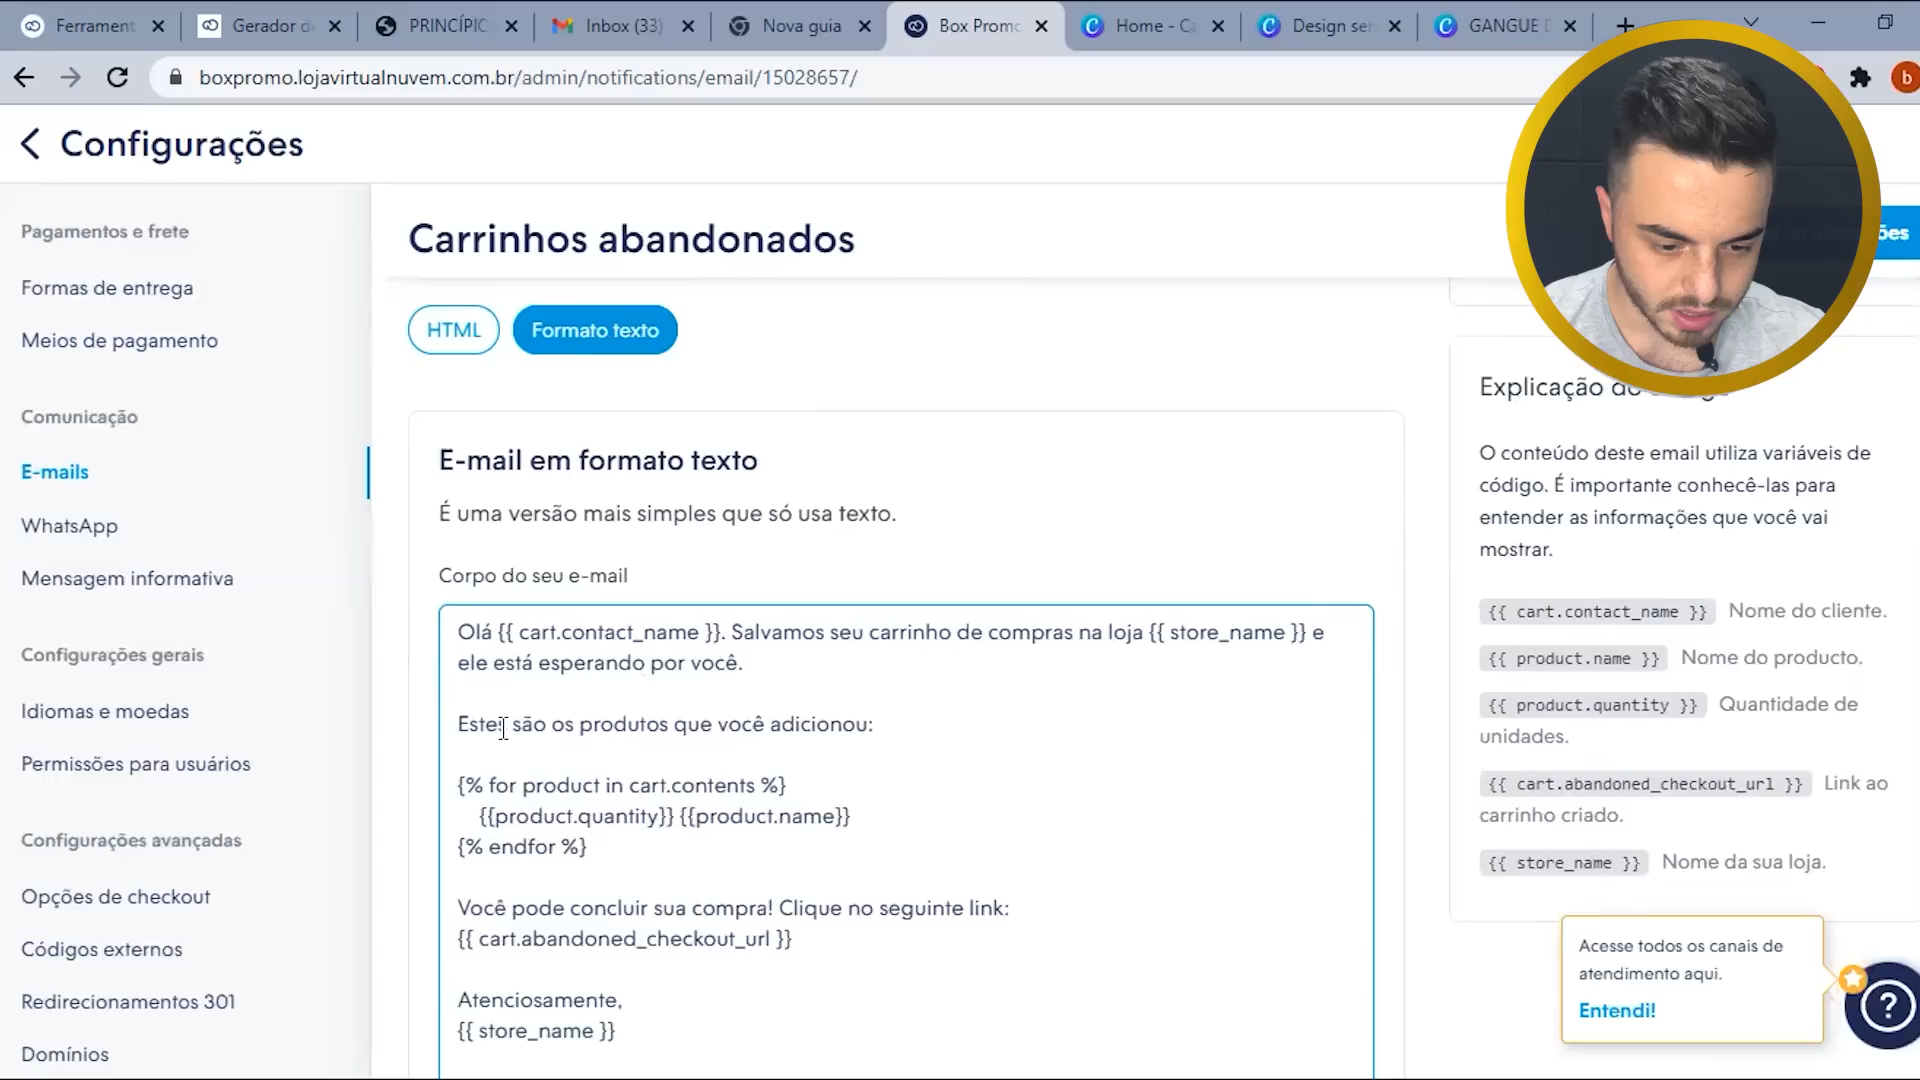 Ferrament
Gerador d
PRINCÍPIC
Inbox (33)
Nova guia
Box Promo
Home - Ca
Design se
GANGUE D
boxpromo.lojavirtualnuvem.com.br/admin/notifications/email/15028657/
b
Configurações
Pagamentos e frete
Formas de entrega
Meios de pagamento
Comunicação
E-mails
WhatsApp
Mensagem informativa
Configurações gerais
Idiomas e moedas
Permissões para usuários
Configurações avançadas
Opções de checkout
Códigos externos
Redirecionamentos 301
Domínios
Carrinhos abandonados
ões
HTML
Formato texto
E-mail em formato texto
É uma versão mais simples que só usa texto.
Corpo do seu e-mail
Olá {{ cart.contact_name }}. Salvamos seu carrinho de compras na loja {{ store_name }} e
ele está esperando por você.
Estes são os produtos que você adicionou:
{% for product in cart.contents %}
{{product.quantity}} {{product.name}}
{% endfor %}
Você pode concluir sua compra! Clique no seguinte link:
{{ cart.abandoned_checkout_url }}
Atenciosamente,
{{ store_name }}
Explicação
O conteúdo deste email utiliza variáveis de
código. É importante conhecê-las para
entender as informações que você vai
mostrar.
{{ cart.contact_name }} Nome do cliente.
{{ product.name }} Nome do producto.
{{ product.quantity }} Quantidade de
unidades.
{{ cart.abandoned_checkout_url }} Link ao
carrinho criado.
{{ store_name }} Nome da sua loja.
Acesse todos os canais de
atendimento aqui.
Entendi!
?